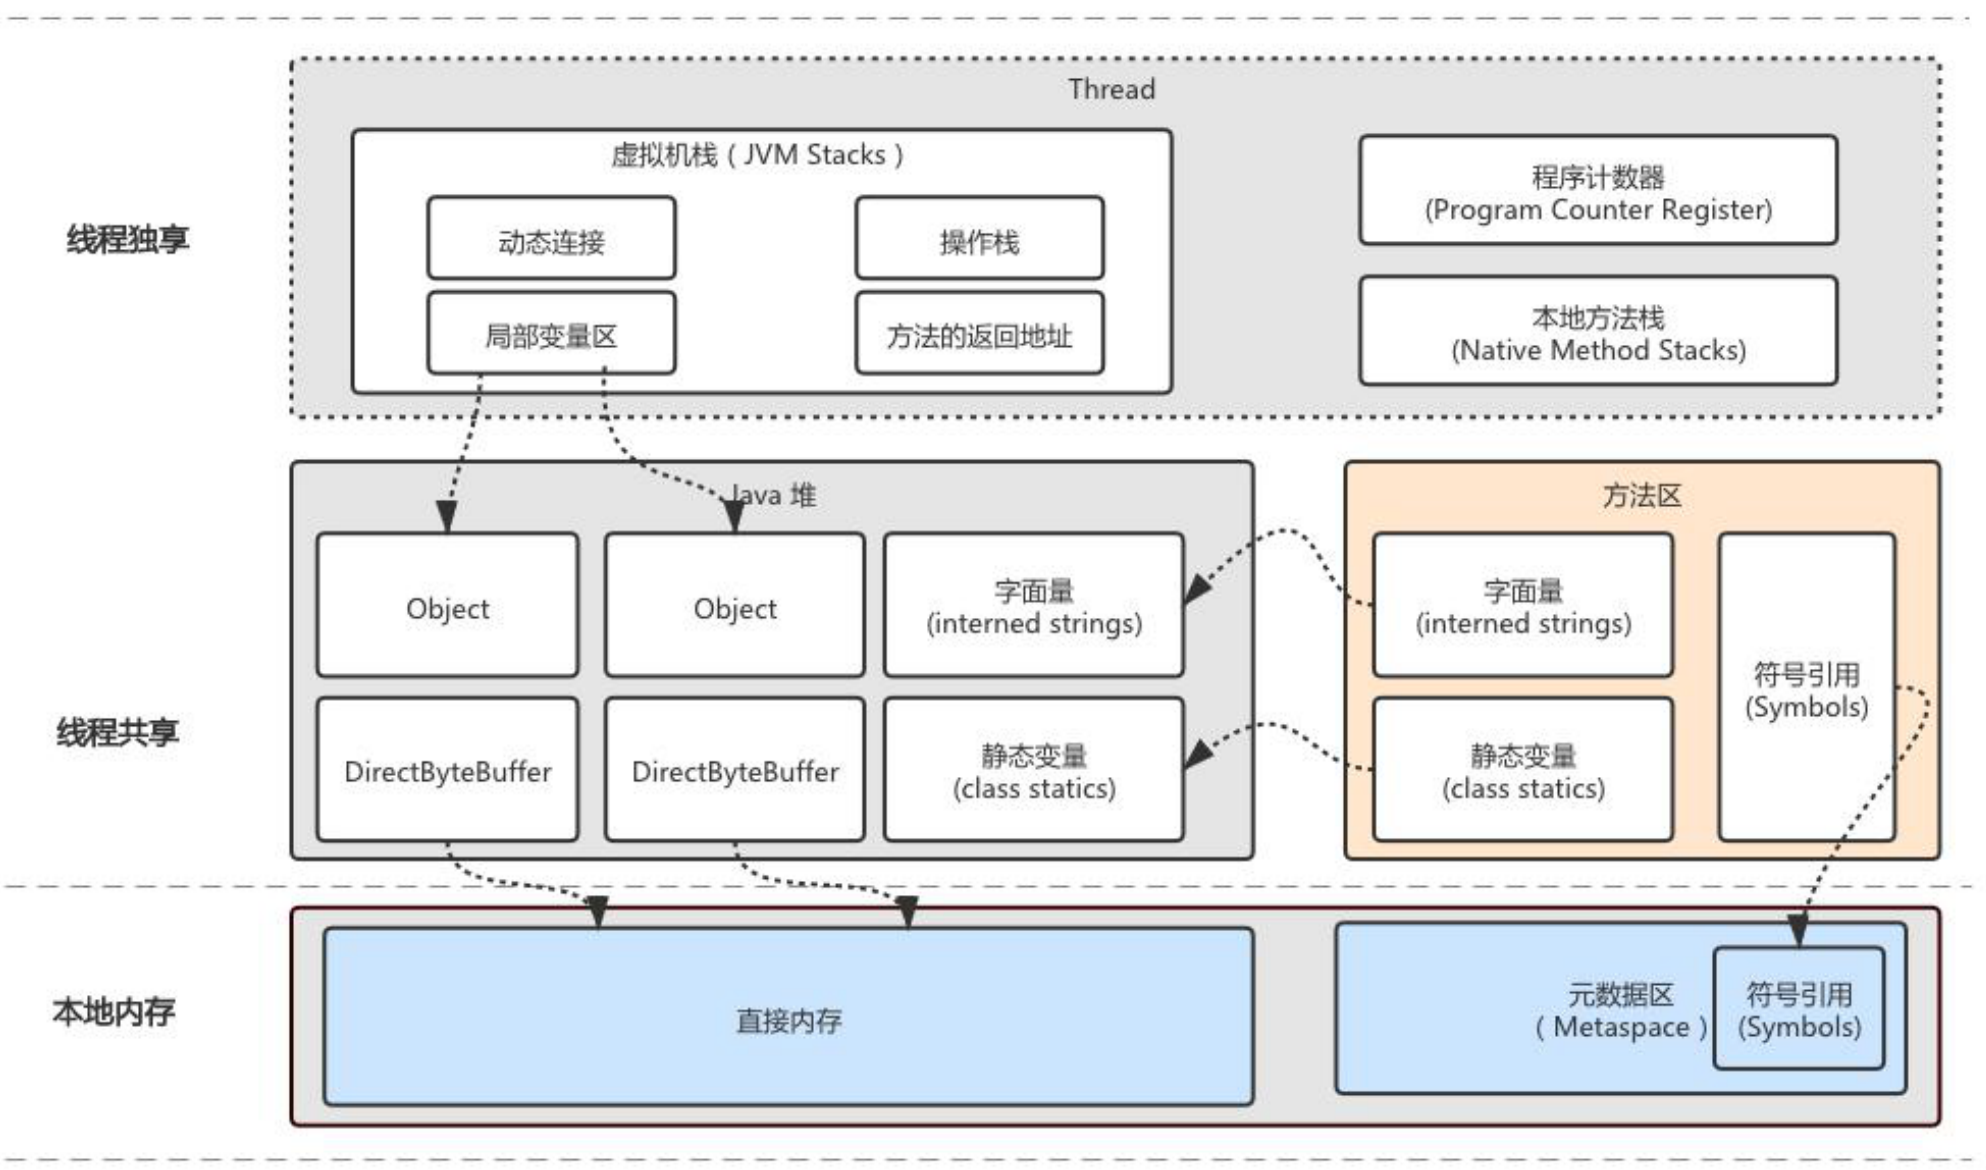 Thread
虚拟机栈 ( JVM Stacks )
动态连接
操作栈
局部变量区
方法的返回地址
程序计数器
(Program Counter Register)
本地方法栈
(Native Method Stacks)
线程独享
Java 堆
Object
Object
字面量
(interned strings)
DirectByteBuffer
DirectByteBuffer
静态变量
(class statics)
方法区
字面量
(interned strings)
静态变量
(class statics)
符号引用
(Symbols)
线程共享
本地内存
直接内存
元数据区
( Metaspace )
符号引用
(Symbols)